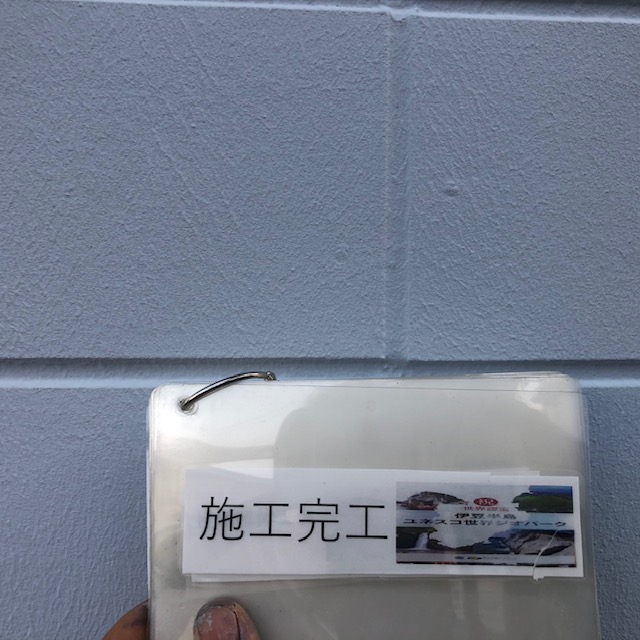 施工完工
世界認定
伊豆半島
ユネスコ世界ジオパーク